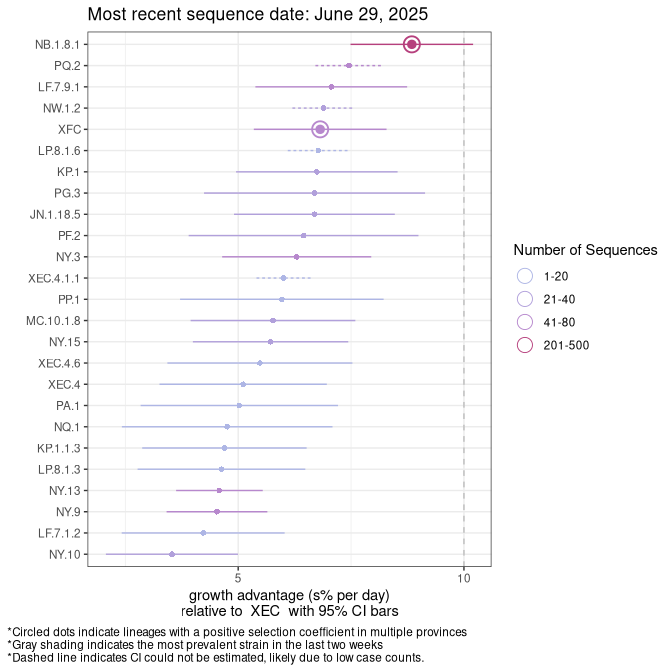 Most recent sequence date: June 29, 2025
NB.1.8.1
PQ.2
LF.7.9.1
NW.1.2
XFC
LP.8.1.6
KP.1
PG.3
JN.1.18.5
PF.2
NY.3
XEC.4.1.1
PP.1
MC.10.1.8
NY.15
XEC.4.6
XEC.4
PA.1
NQ.1
KP.1.1.3
LP.8.1.3
NY.13
NY.9
LF.7.1.2
NY.10
5 10
growth advantage (s% per day)
relative to XEC with 95% CI bars
Number of Sequences
1-20
21-40
41-80
201-500
*Circled dots indicate lineages with a positive selection coefficient in multiple provinces
*Gray shading indicates the most prevalent strain in the last two weeks
*Dashed line indicates CI could not be estimated, likely due to low case counts.